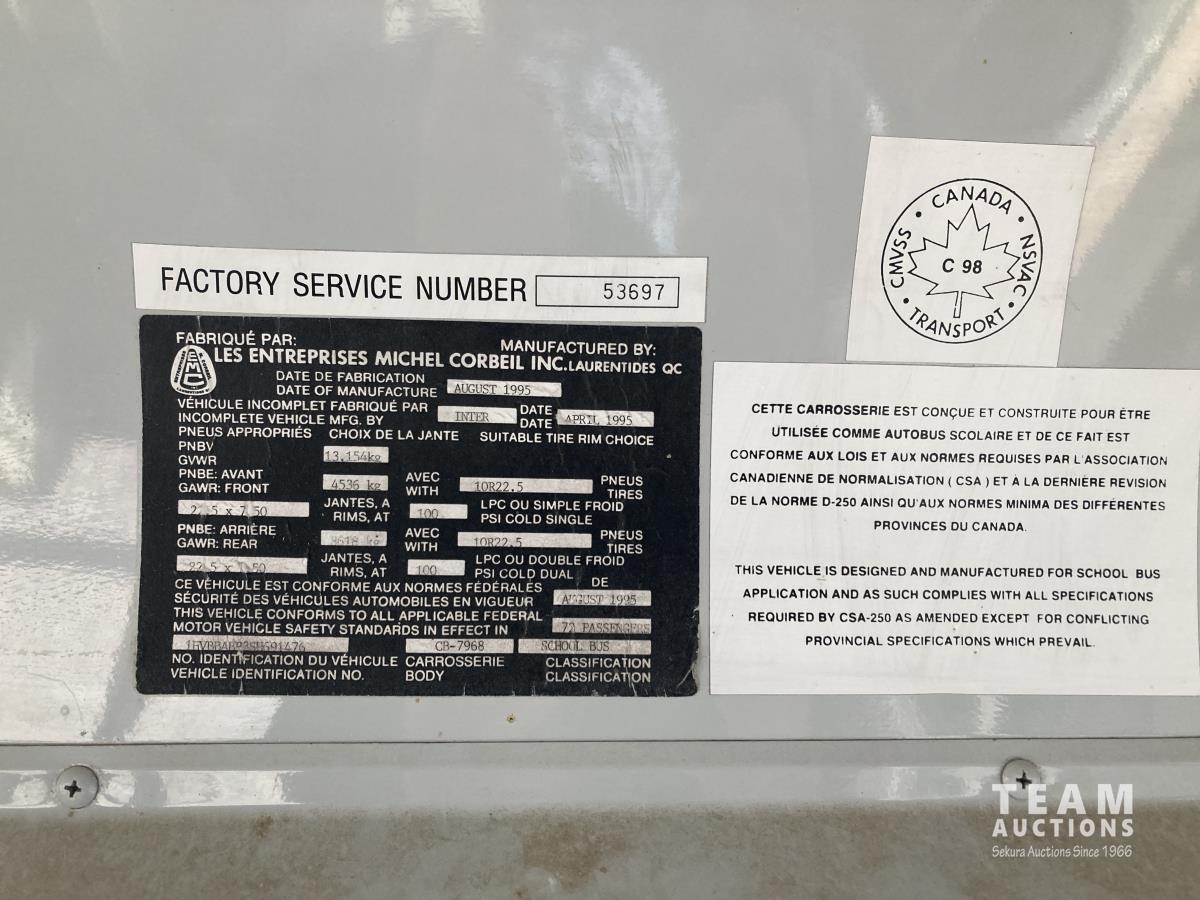 FACTORY SERVICE NUMBER 53697
FABRIQUÉ PAR: MANUFACTURED BY:
LES ENTREPRISES MICHEL CORBEIL INC. LAURENTIDES QC
DATE DE FABRICATION
DATE OF MANUFACTURE AUGUST 1995
VÉHICULE INCOMPLET FABRIQUÉ PAR DATE
INCOMPLETE VEHICLE MFG. BY INTER DATE APRIL 1995
PNEUS APPROPRIÉS CHOIX DE LA JANTE SUITABLE TIRE RIM CHOICE
PNBV
GVWR 13,154kg
PNBE: AVANT AVEC PNEUS
GAWR: FRONT 4536 kg WITH 10R22.5 TIRES
JANTES, A LPC OU SIMPLE FROID
x 7.50 RIMS, AT 100 PSI COLD SINGLE
PNBE: ARRIÈRE AVEC PNEUS
GAWR: REAR 8618 kg WITH 10R22.5 TIRES
JANTES, A LPC OU DOUBLE FROID
22.5 x 7.50 RIMS, AT 100 PSI COLD DUAL
CE VÉHICULE EST CONFORME AUX NORMES FÉDÉRALES DE
SÉCURITÉ DES VÉHICULES AUTOMOBILES EN VIGUEUR AUGUST 1995
THIS VEHICLE CONFORMS TO ALL APPLICABLE FEDERAL
MOTOR VEHICLE SAFETY STANDARDS IN EFFECT IN PASSENGERS
CB-7968 SCHOOL BUS
NO. IDENTIFICATION DU VÉHICULE CARROSSERIE CLASSIFICATION
VEHICLE IDENTIFICATION NO. BODY CLASSIFICATION
CANADA
CMVSS • NSVAC
C 98
TRANSPORT
CETTE CARROSSERIE EST CONÇUE ET CONSTRUITE POUR ÊTRE
UTILISÉE COMME AUTOBUS SCOLAIRE ET DE CE FAIT EST
CONFORME AUX LOIS ET AUX NORMES REQUISES PAR L'ASSOCIATION
CANADIENNE DE NORMALISATION ( CSA ) ET À LA DERNIÈRE REVISION
DE LA NORME D-250 AINSI QU'AUX NORMES MINIMA DES DIFFÉRENTES
PROVINCES DU CANADA.
THIS VEHICLE IS DESIGNED AND MANUFACTURED FOR SCHOOL BUS
APPLICATION AND AS SUCH COMPLIES WITH ALL SPECIFICATIONS
REQUIRED BY CSA-250 AS AMENDED EXCEPT FOR CONFLICTING
PROVINCIAL SPECIFICATIONS WHICH PREVAIL.
TEAM
AUCTIONS
Sekura Auctions Since 1966